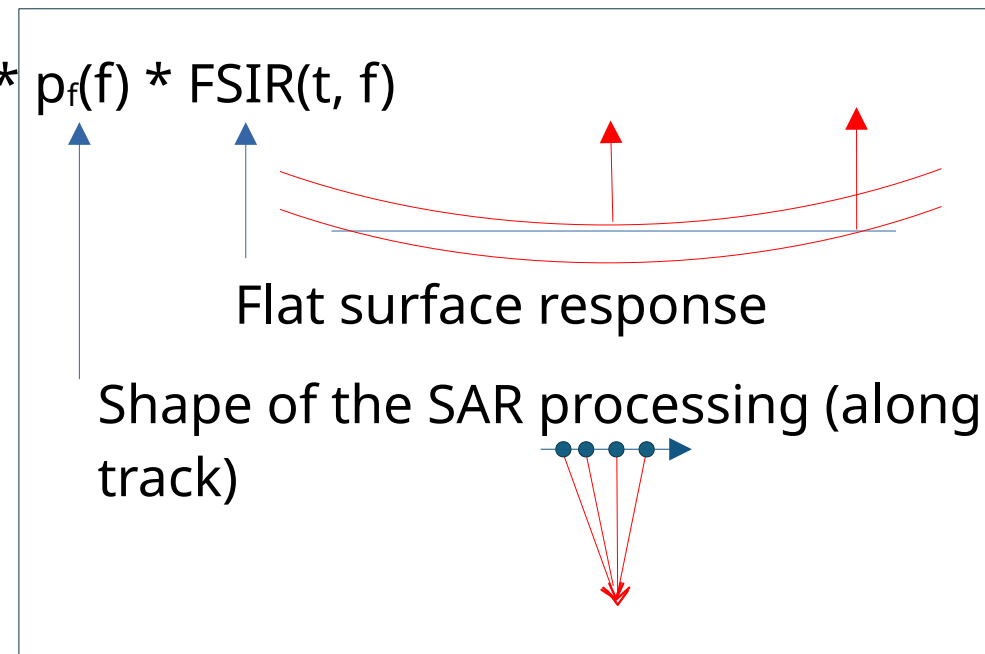 * pf(f) * FSIR(t, f)
Flat surface response
Shape of the SAR processing (along
track)